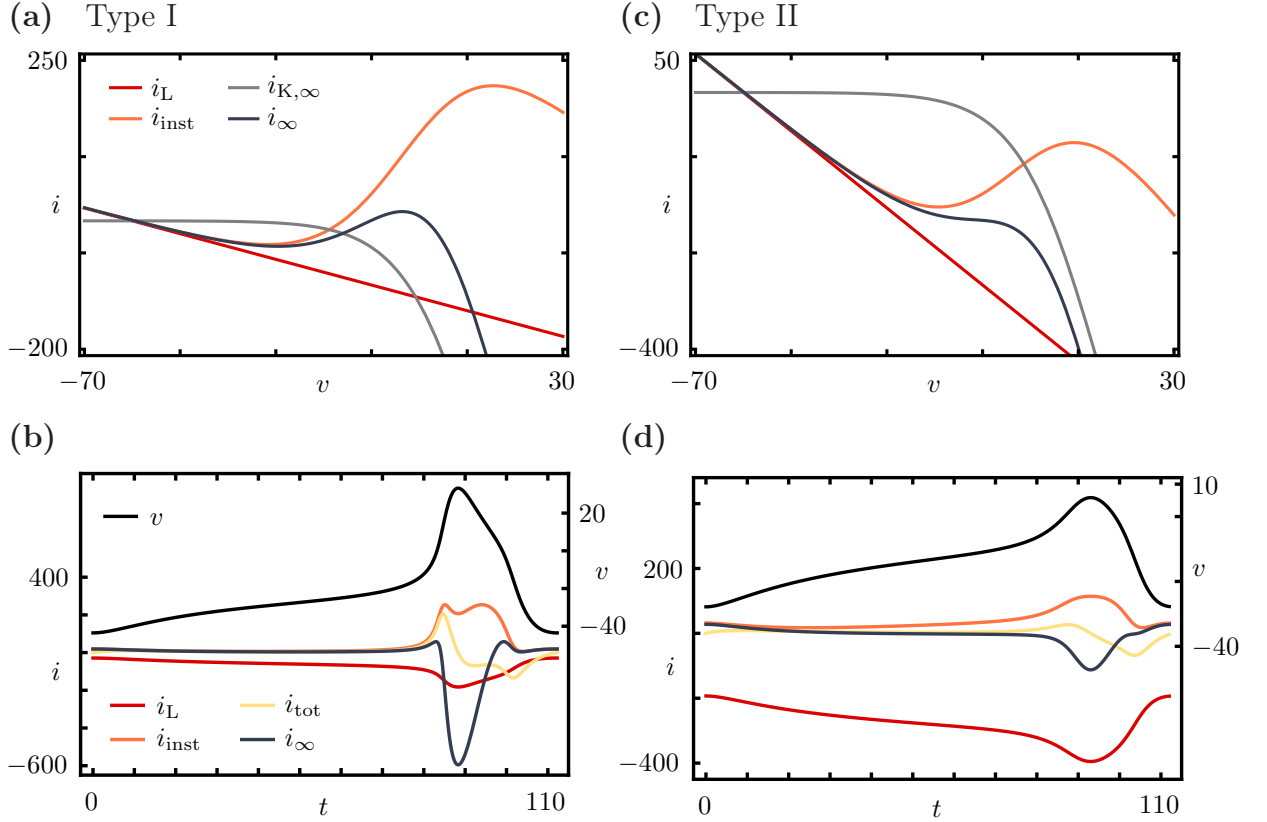 (a) Type I
250
i_L i_K,∞
i_inst i_∞
i
−200
−70 v 30
(c) Type II
50
i
−400
−70 v 30
(b)
v
20
400
v
−40
i
i_L i_tot
i_inst i_∞
−600
0 t 110
(d)
10
200
v
−40
i
−400
0 t 110